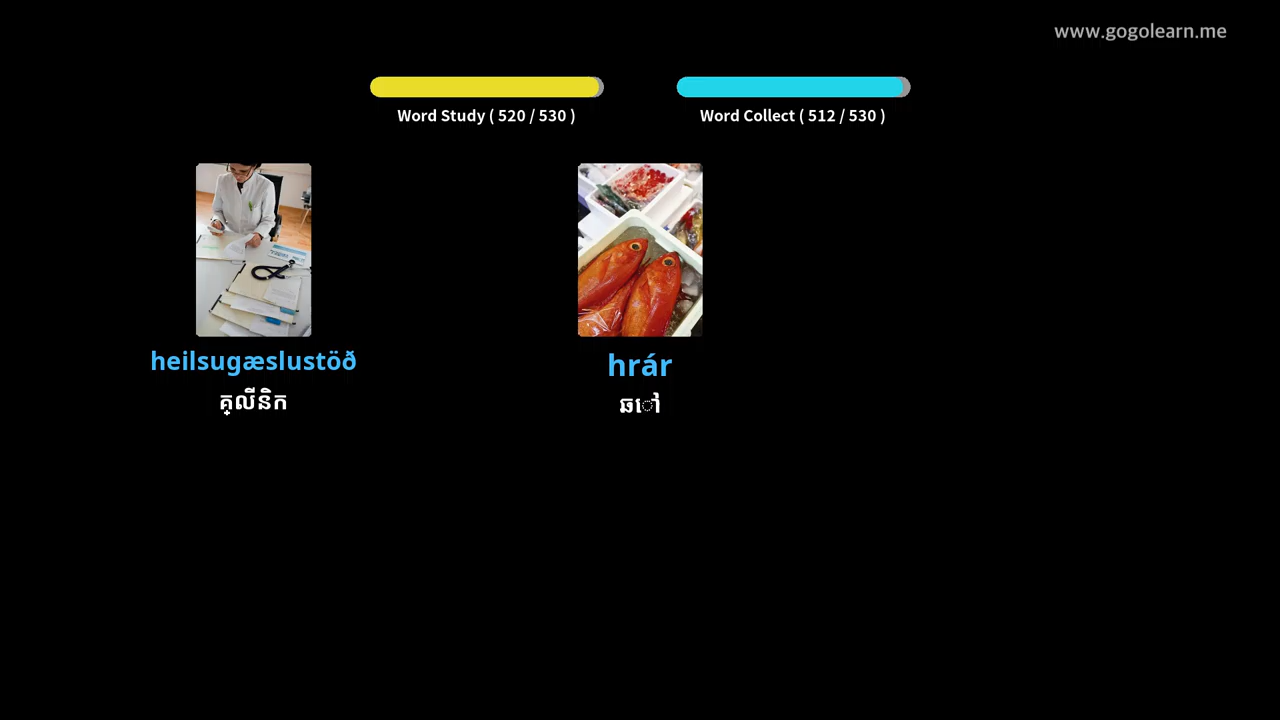 www.gogolearn.me
Word Study ( 520 / 530 )
Word Collect ( 512 / 530 )
heilsugæslustöð
hrár
គ្លីនិក
ឆៅ